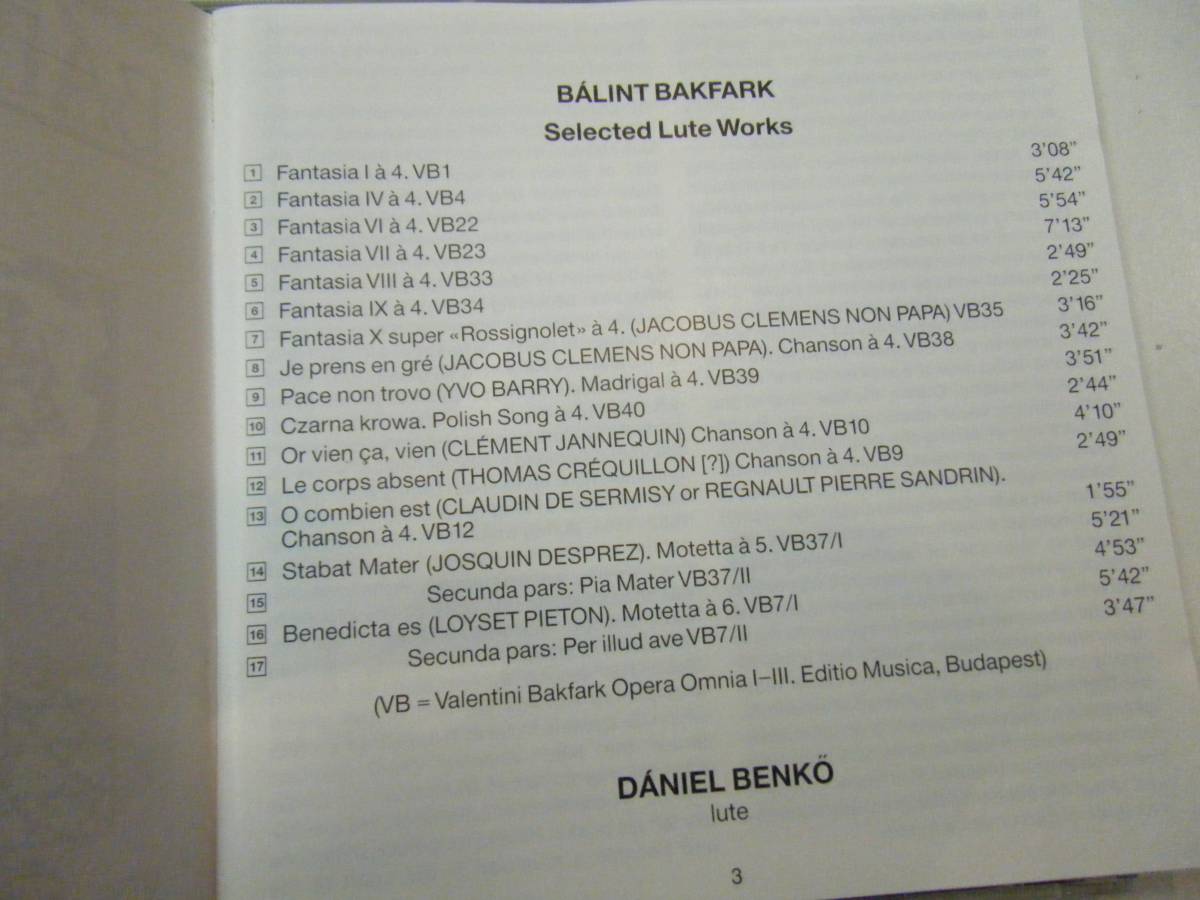 BÁLINT BAKFARK
Selected Lute Works
1 Fantasia I à 4. VB1 3’08”
2 Fantasia IV à 4. VB4 5’42”
3 Fantasia VI à 4. VB22 5’54”
4 Fantasia VII à 4. VB23 7’13”
5 Fantasia VIII à 4. VB33 2’49”
6 Fantasia IX à 4. VB34 2’25”
7 Fantasia X super «Rossignolet» à 4. (JACOBUS CLEMENS NON PAPA) VB35 3’16”
8 Je prens en gré (JACOBUS CLEMENS NON PAPA). Chanson à 4. VB38 3’42”
9 Pace non trovo (YVO BARRY). Madrigal à 4. VB39 3’51”
10 Czarna krowa. Polish Song à 4. VB40 2’44”
11 Or vien ça, vien (CLÉMENT JANNEQUIN) Chanson à 4. VB10 4’10”
12 Le corps absent (THOMAS CRÉQUILLON [?]) Chanson à 4. VB9 2’49”
13 O combien est (CLAUDIN DE SERMISY or REGNAULT PIERRE SANDRIN).
Chanson à 4. VB12 1’55”
14 Stabat Mater (JOSQUIN DESPREZ). Motetta à 5. VB37/I 5’21”
15 Secunda pars: Pia Mater VB37/II 4’53”
16 Benedicta es (LOYSET PIETON). Motetta à 6. VB7/I 5’42”
17 Secunda pars: Per illud ave VB7/II 3’47”
(VB = Valentini Bakfark Opera Omnia I–III. Editio Musica, Budapest)
DÁNIEL BENKŐ
lute
3